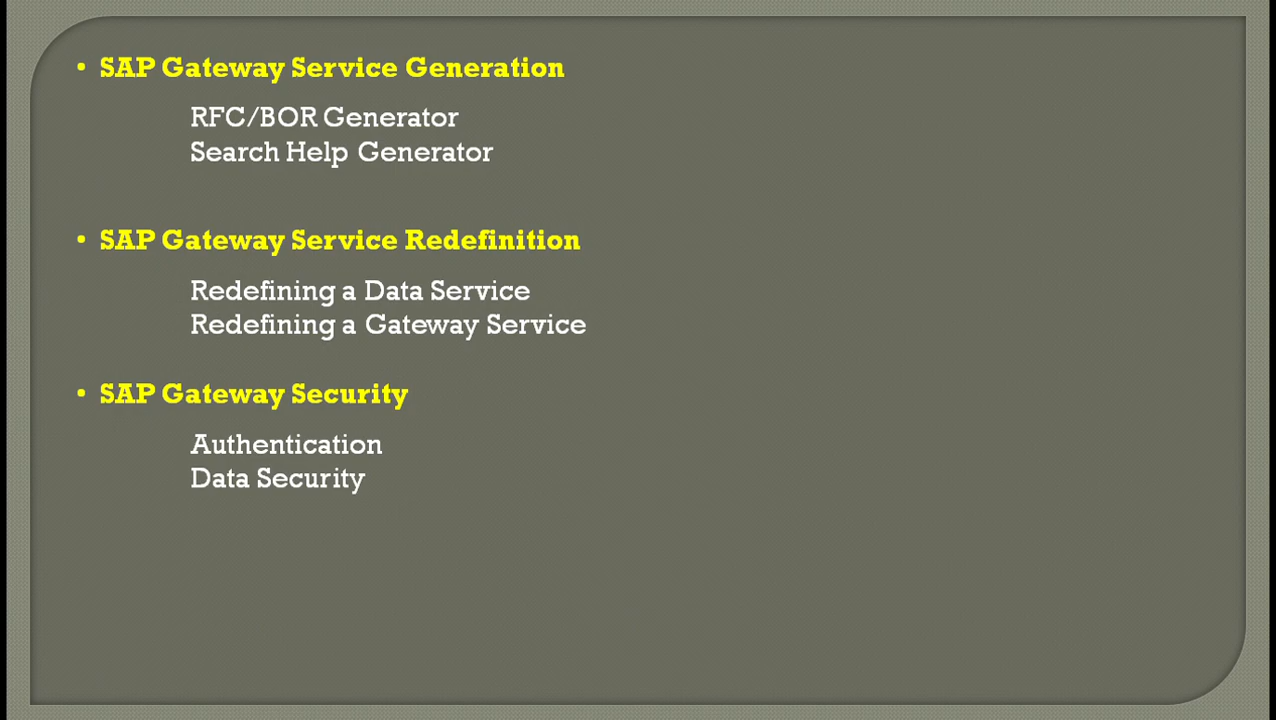 • SAP Gateway Service Generation
RFC/BOR Generator
Search Help Generator
• SAP Gateway Service Redefinition
Redefining a Data Service
Redefining a Gateway Service
• SAP Gateway Security
Authentication
Data Security